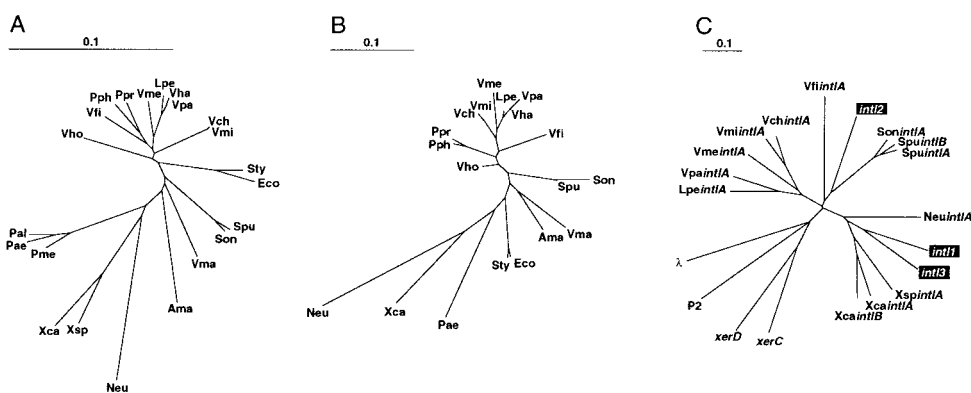 A
0.1
Lpe
Vha
Vme
Vpa
Ppr
Pph
Vfi
Vho
Vch
Vmi
Sty
Eco
Pal
Pae
Pme
Spu
Son
Vma
Ama
Xca
Xsp
Neu
B
0.1
Vme
Lpe
Vpa
Vmi
Vch
Vha
Vfi
Ppr
Pph
Vho
Son
Spu
Vma
Ama
Sty
Eco
Neu
Xca
Pae
C
0.1
VfiintIA
intI2
VchintIA
VmiintIA
VmeintIA
VpaintIA
LpeintIA
SonintIA
SpuintIB
SpuintIA
NeuintIA
intI1
intI3
XspintIA
XcaintIA
XcaintIB
λ
P2
xerD
xerC